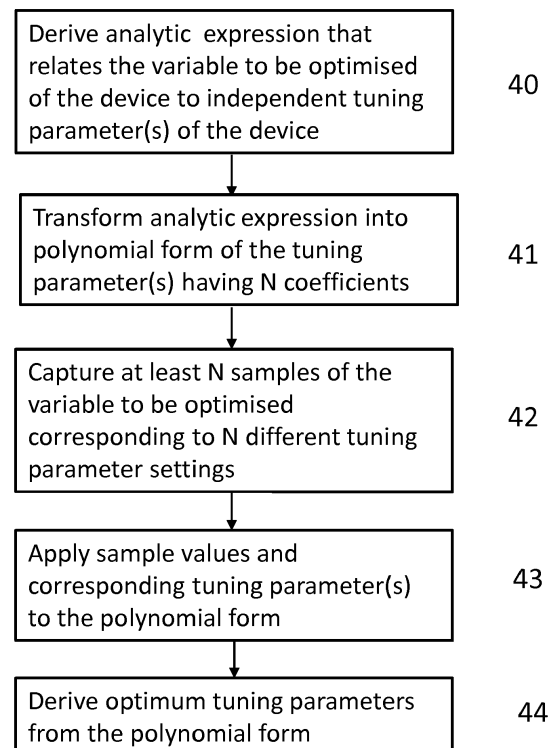 Derive analytic expression that
relates the variable to be optimised
of the device to independent tuning
parameter(s) of the device
40
Transform analytic expression into
polynomial form of the tuning
parameter(s) having N coefficients
41
Capture at least N samples of the
variable to be optimised
corresponding to N different tuning
parameter settings
42
Apply sample values and
corresponding tuning parameter(s)
to the polynomial form
43
Derive optimum tuning parameters
from the polynomial form
44